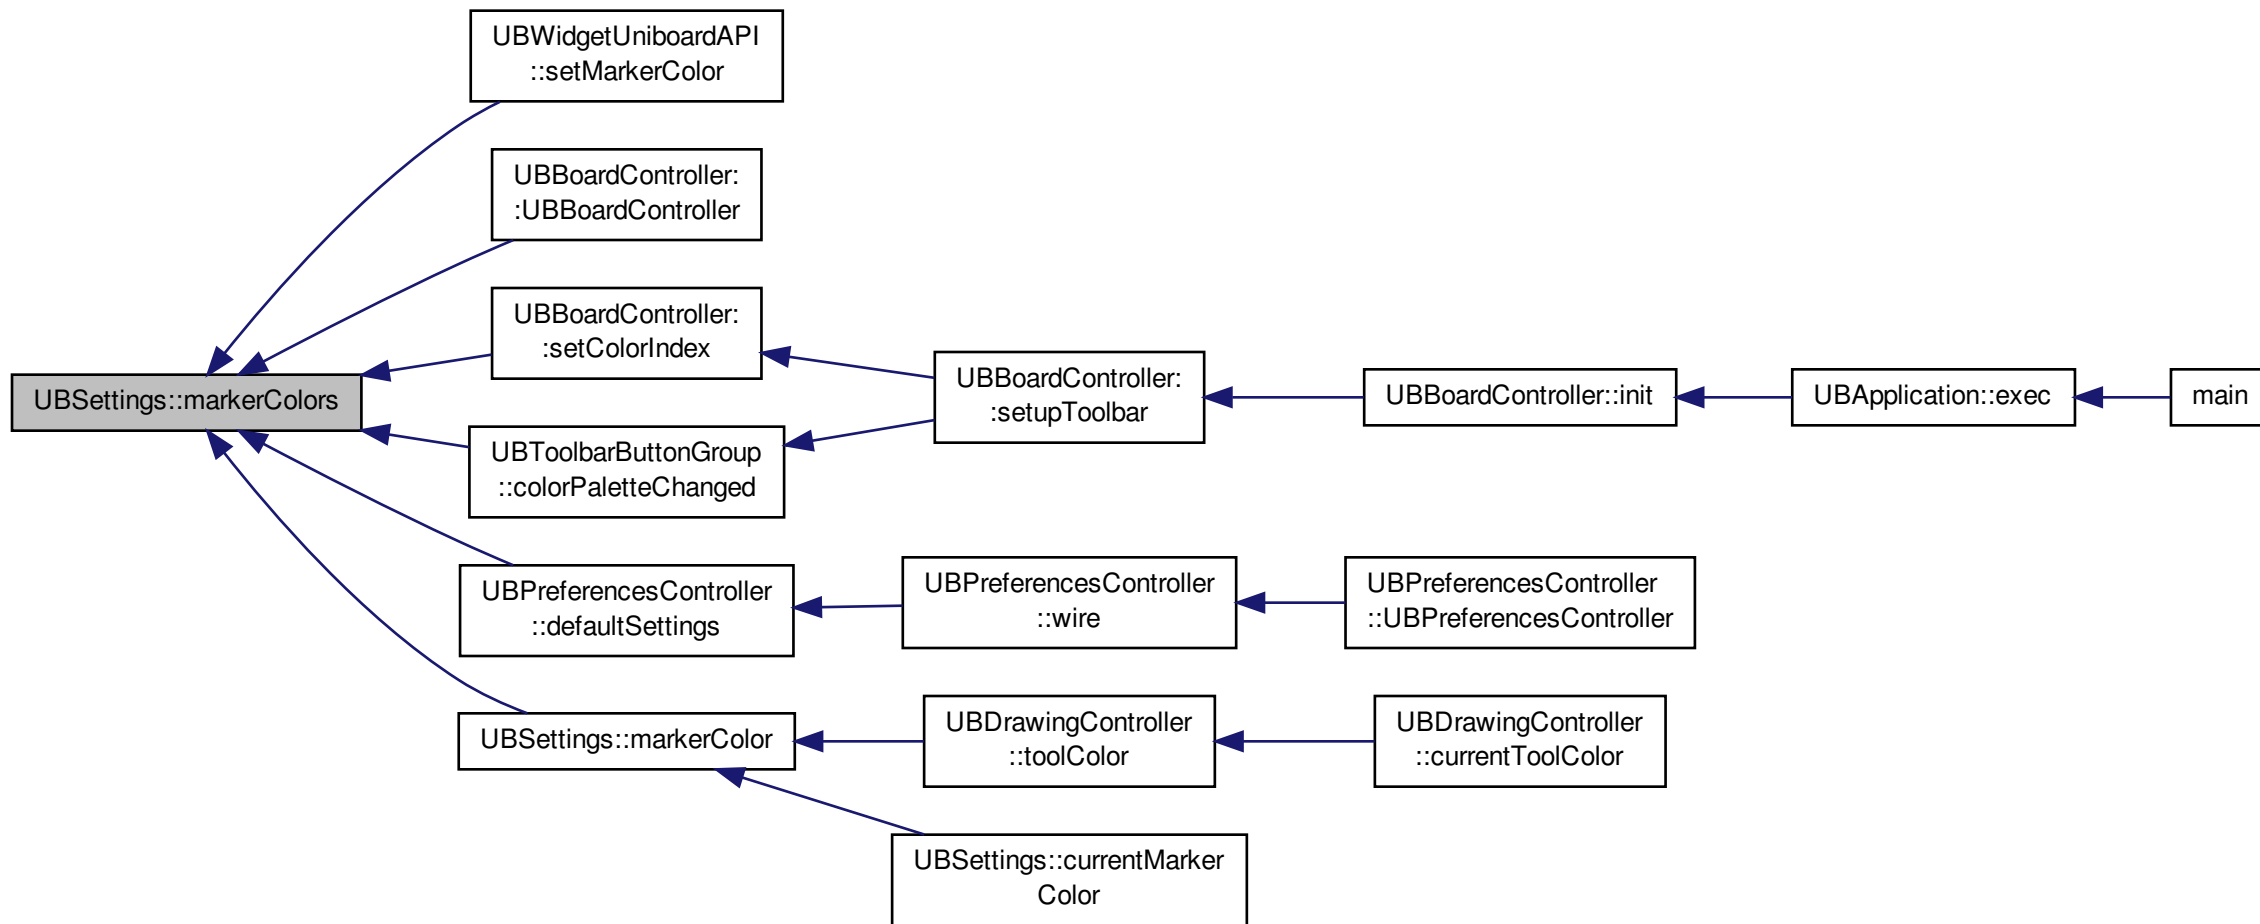 UBWidgetUniboardAPI
::setMarkerColor
UBBoardController:
:UBBoardController
UBBoardController:
:setColorIndex
UBBoardController:
:setupToolbar
UBBoardController::init
UBApplication::exec
main
UBSettings::markerColors
UBToolbarButtonGroup
::colorPaletteChanged
UBPreferencesController
::defaultSettings
UBPreferencesController
::wire
UBPreferencesController
::UBPreferencesController
UBSettings::markerColor
UBDrawingController
::toolColor
UBDrawingController
::currentToolColor
UBSettings::currentMarker
Color